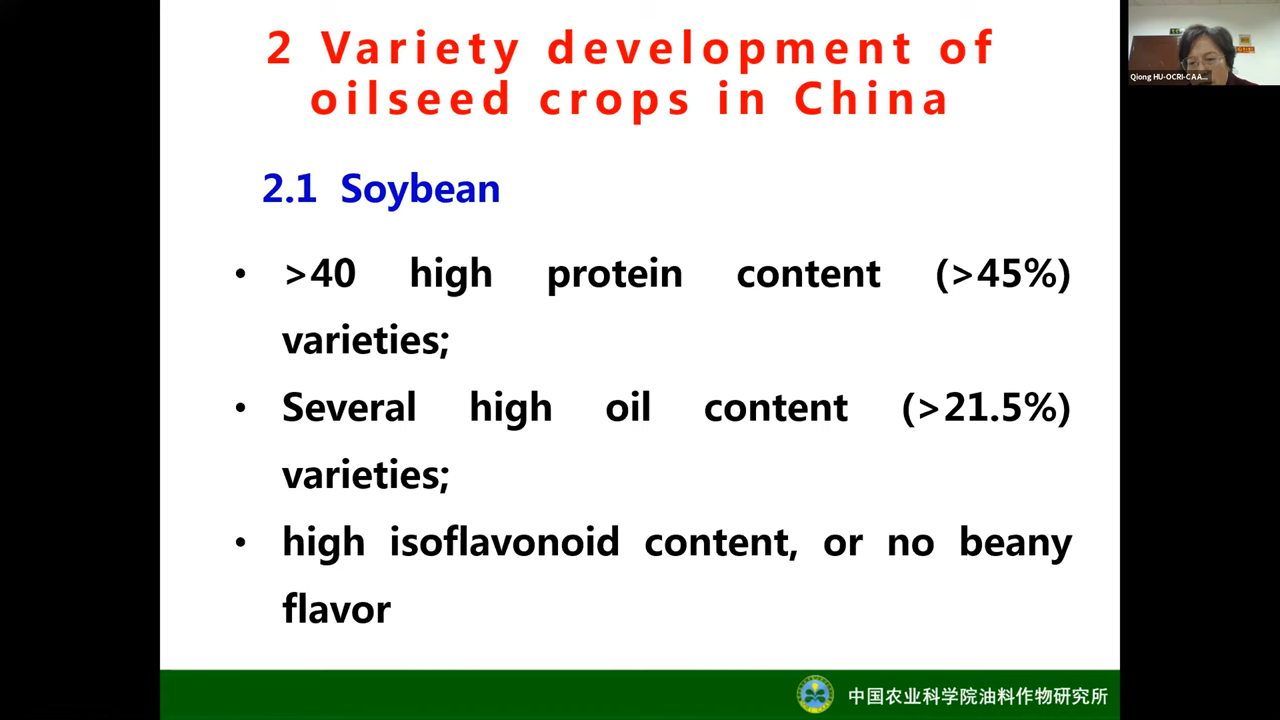 2 Variety development of
oilseed crops in China
2.1 Soybean
• >40 high protein content (>45%)
varieties;
• Several high oil content (>21.5%)
varieties;
• high isoflavonoid content, or no beany
flavor
中国农业科学院油料作物研究所
Qiong HU-OCRI-CAA...